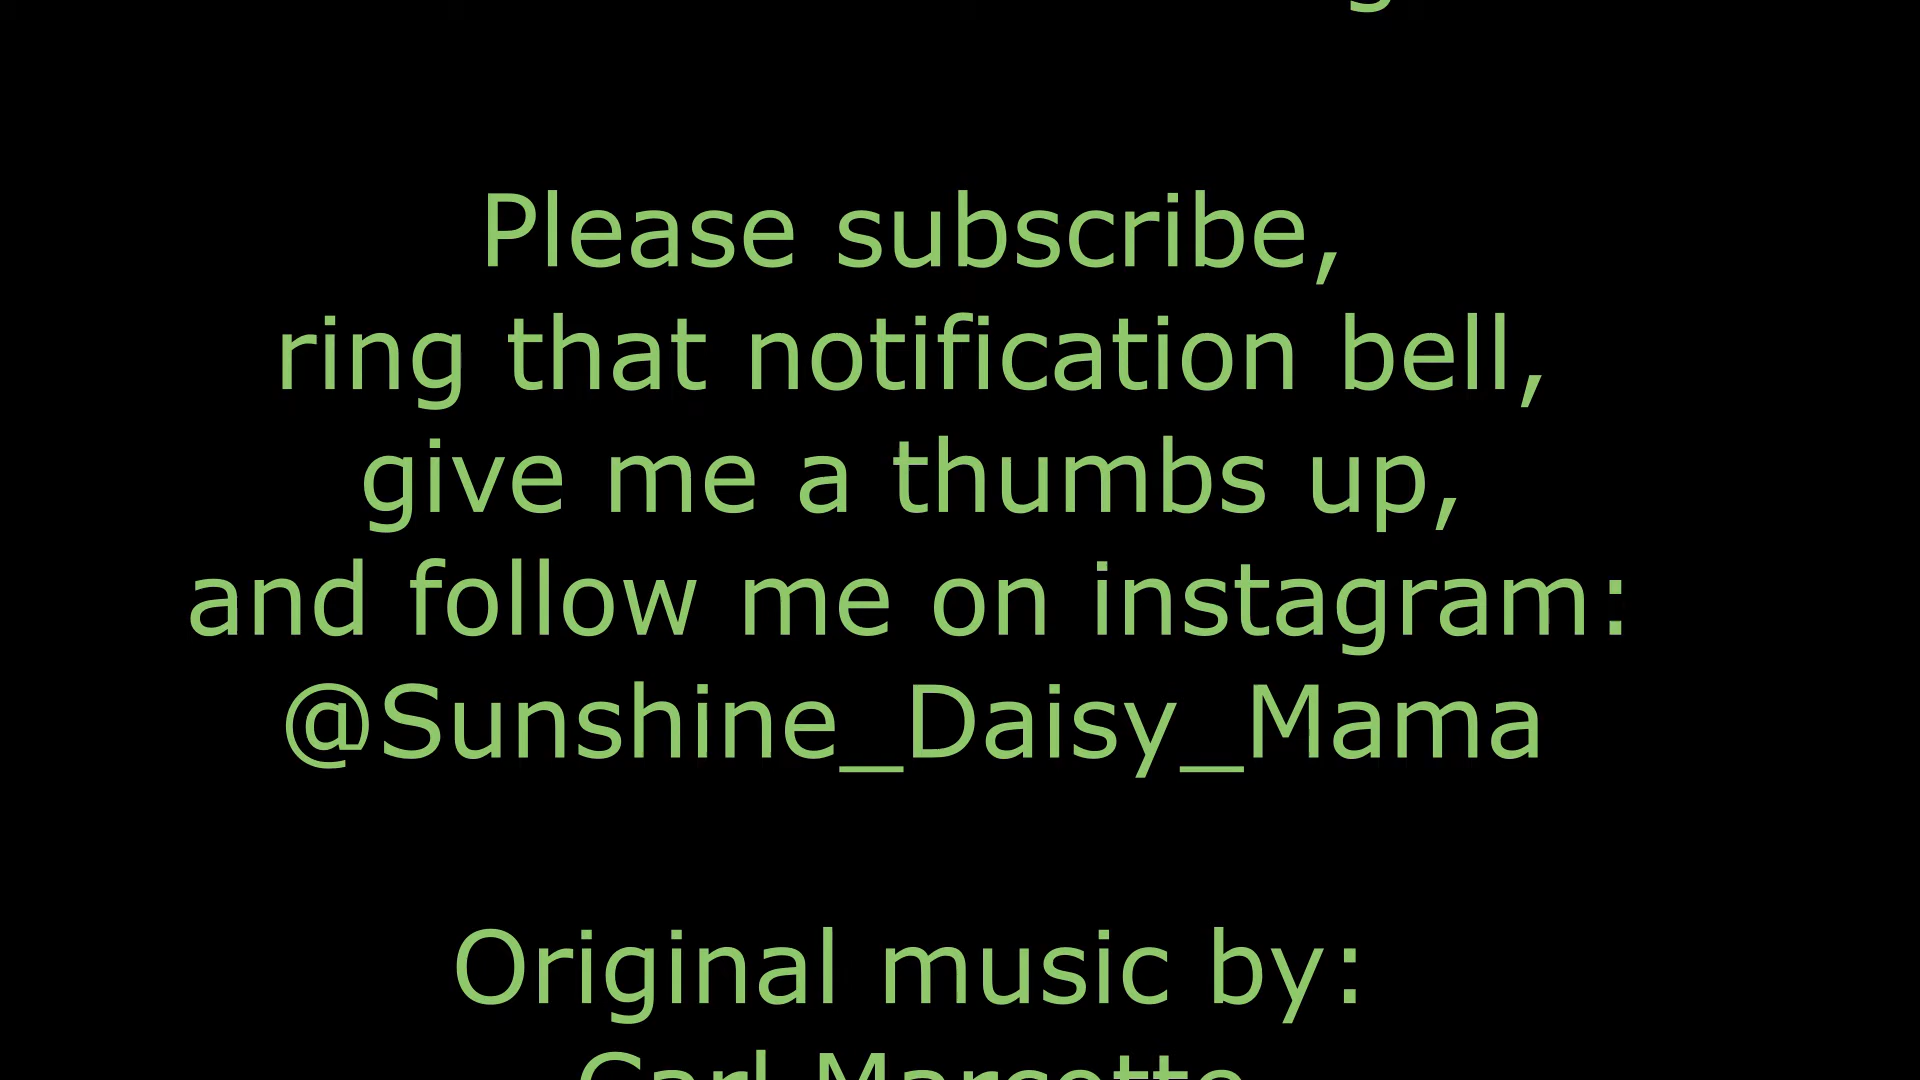 Please subscribe,
ring that notification bell,
give me a thumbs up,
and follow me on instagram:
@Sunshine_Daisy_Mama
Original music by:
Carl